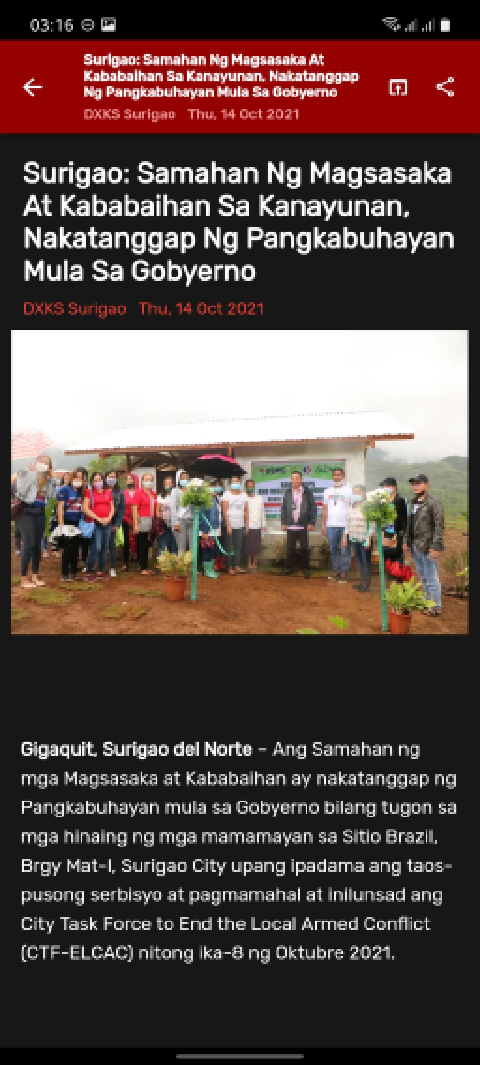 03:16
Surigao: Samahan Ng Magsasaka At
Kababaihan Sa Kanayunan, Nakatanggap
Ng Pangkabuhayan Mula Sa Gobyerno
DXKS Surigao Thu, 14 Oct 2021
Surigao: Samahan Ng Magsasaka
At Kababaihan Sa Kanayunan,
Nakatanggap Ng Pangkabuhayan
Mula Sa Gobyerno
DXKS Surigao Thu, 14 Oct 2021
Gigaquit, Surigao del Norte – Ang Samahan ng
mga Magsasaka at Kababaihan ay nakatanggap ng
Pangkabuhayan mula sa Gobyerno bilang tugon sa
mga hinaing ng mga mamamayan sa Sitio Brazil,
Brgy Mat-I, Surigao City upang ipadama ang taos-
pusong serbisyo at pagmamahal at inilunsad ang
City Task Force to End the Local Armed Conflict
(CTF-ELCAC) nitong ika-8 ng Oktubre 2021.